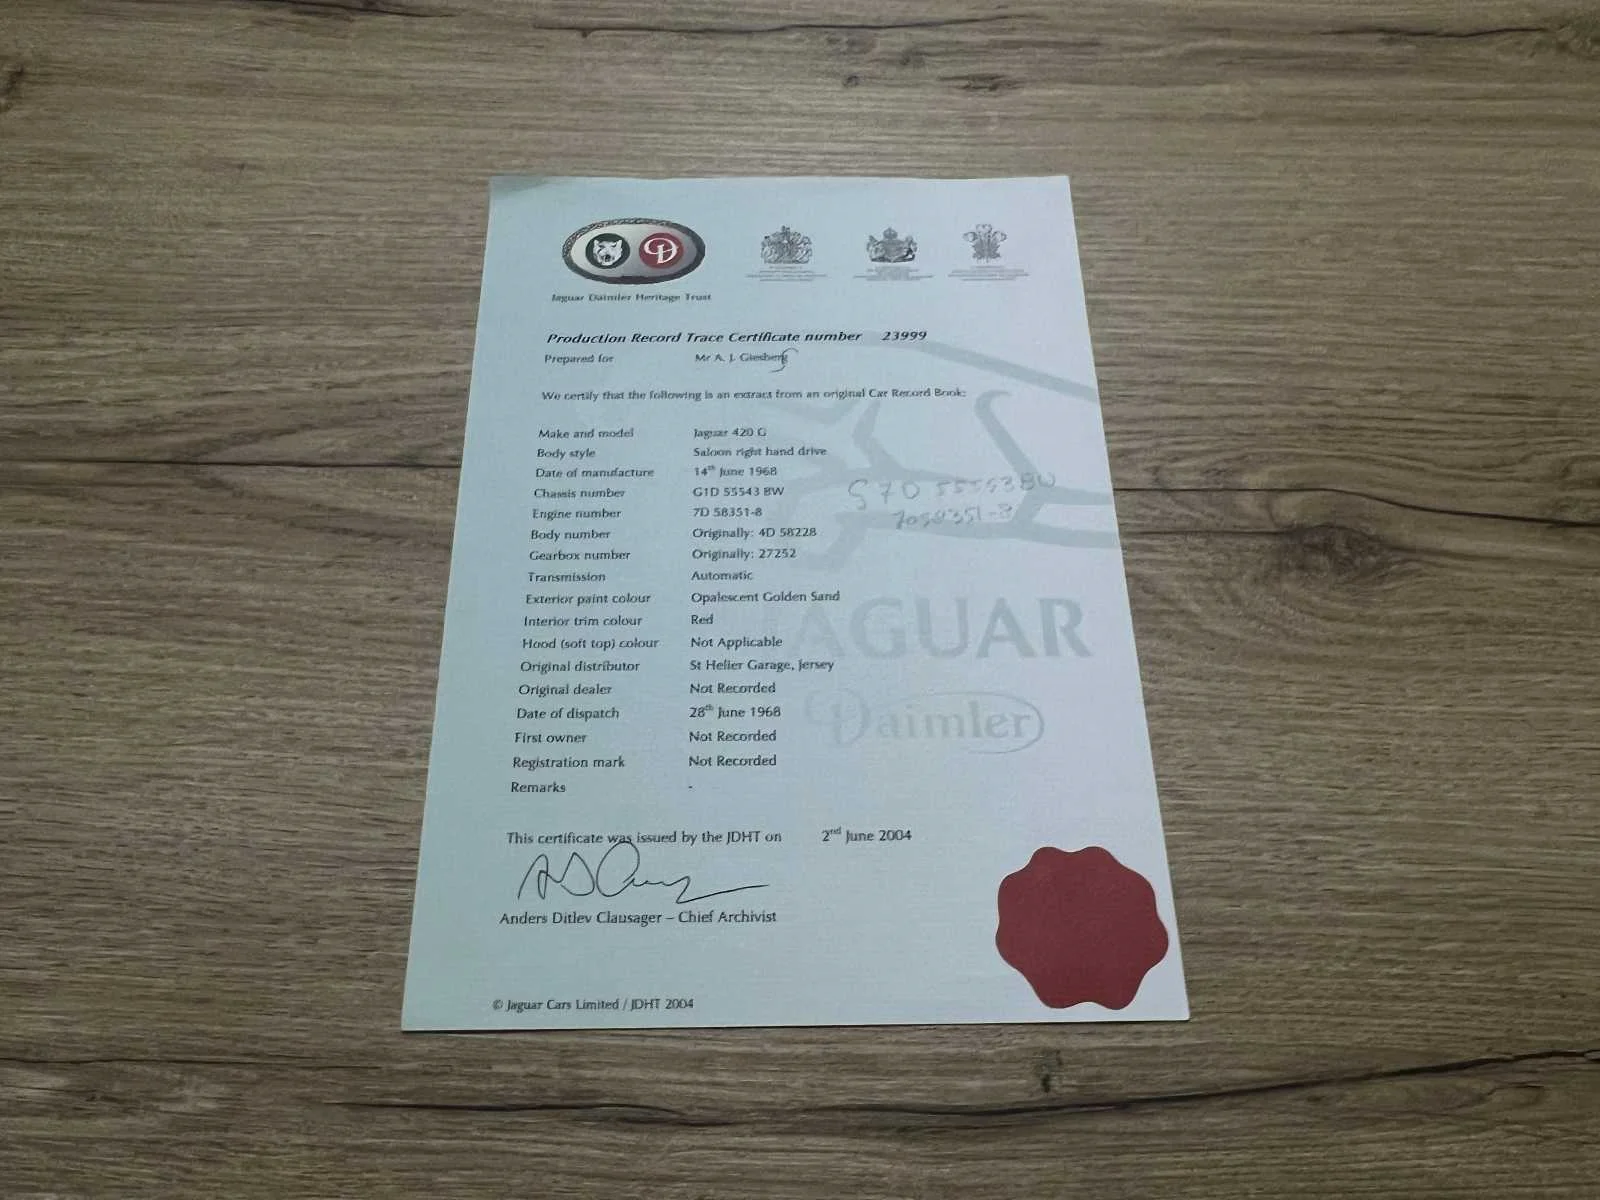 Jaguar Daimler Heritage Trust
Production Record Trace Certificate number 23999
Prepared for Mr A. J. Giesberg
We certify that the following is an extract from an original Car Record Book:
Make and model Jaguar 420 G
Body style Saloon right hand drive
Date of manufacture 14th June 1968
Chassis number G1D 55543 BW
Engine number 7D 58351-8
Body number Originally: 4D 58228
Gearbox number Originally: 27252
Transmission Automatic
Exterior paint colour Opalescent Golden Sand
Interior trim colour Red
Hood (soft top) colour Not Applicable
Original distributor St Helier Garage, Jersey
Original dealer Not Recorded
Date of dispatch 28th June 1968
First owner Not Recorded
Registration mark Not Recorded
Remarks -
JAGUAR
Daimler
This certificate was issued by the JDHT on 2nd June 2004
Anders Ditlev Clausager – Chief Archivist
© Jaguar Cars Limited / JDHT 2004